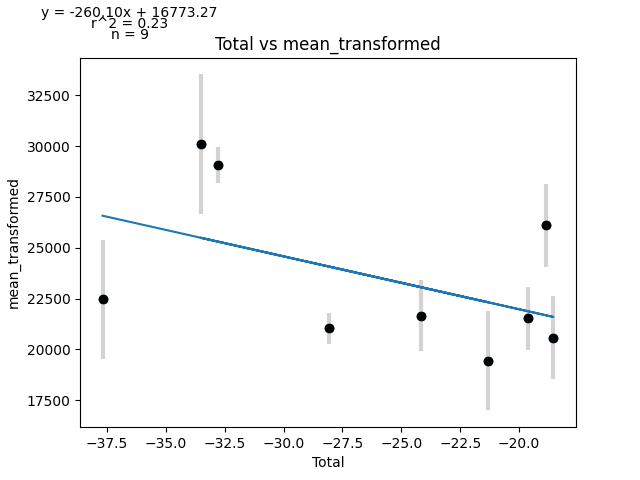 y = -260.10x + 16773.27
r^2 = 0.23
n = 9
Total vs mean_transformed
32500
30000
27500
25000
22500
20000
17500
mean_transformed
−37.5 −35.0 −32.5 −30.0 −27.5 −25.0 −22.5 −20.0
Total